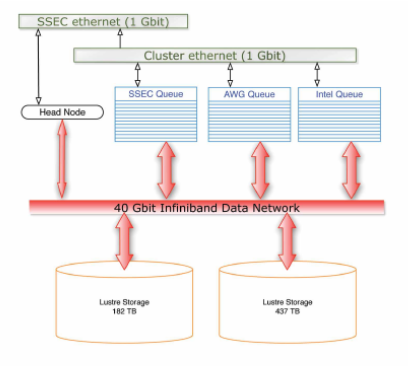 SSEC ethernet (1 Gbit)
Cluster ethernet (1 Gbit)
SSEC Queue
AWG Queue
Intel Queue
Head Node
40 Gbit Infiniband Data Network
Lustre Storage
182 TB
Lustre Storage
437 TB